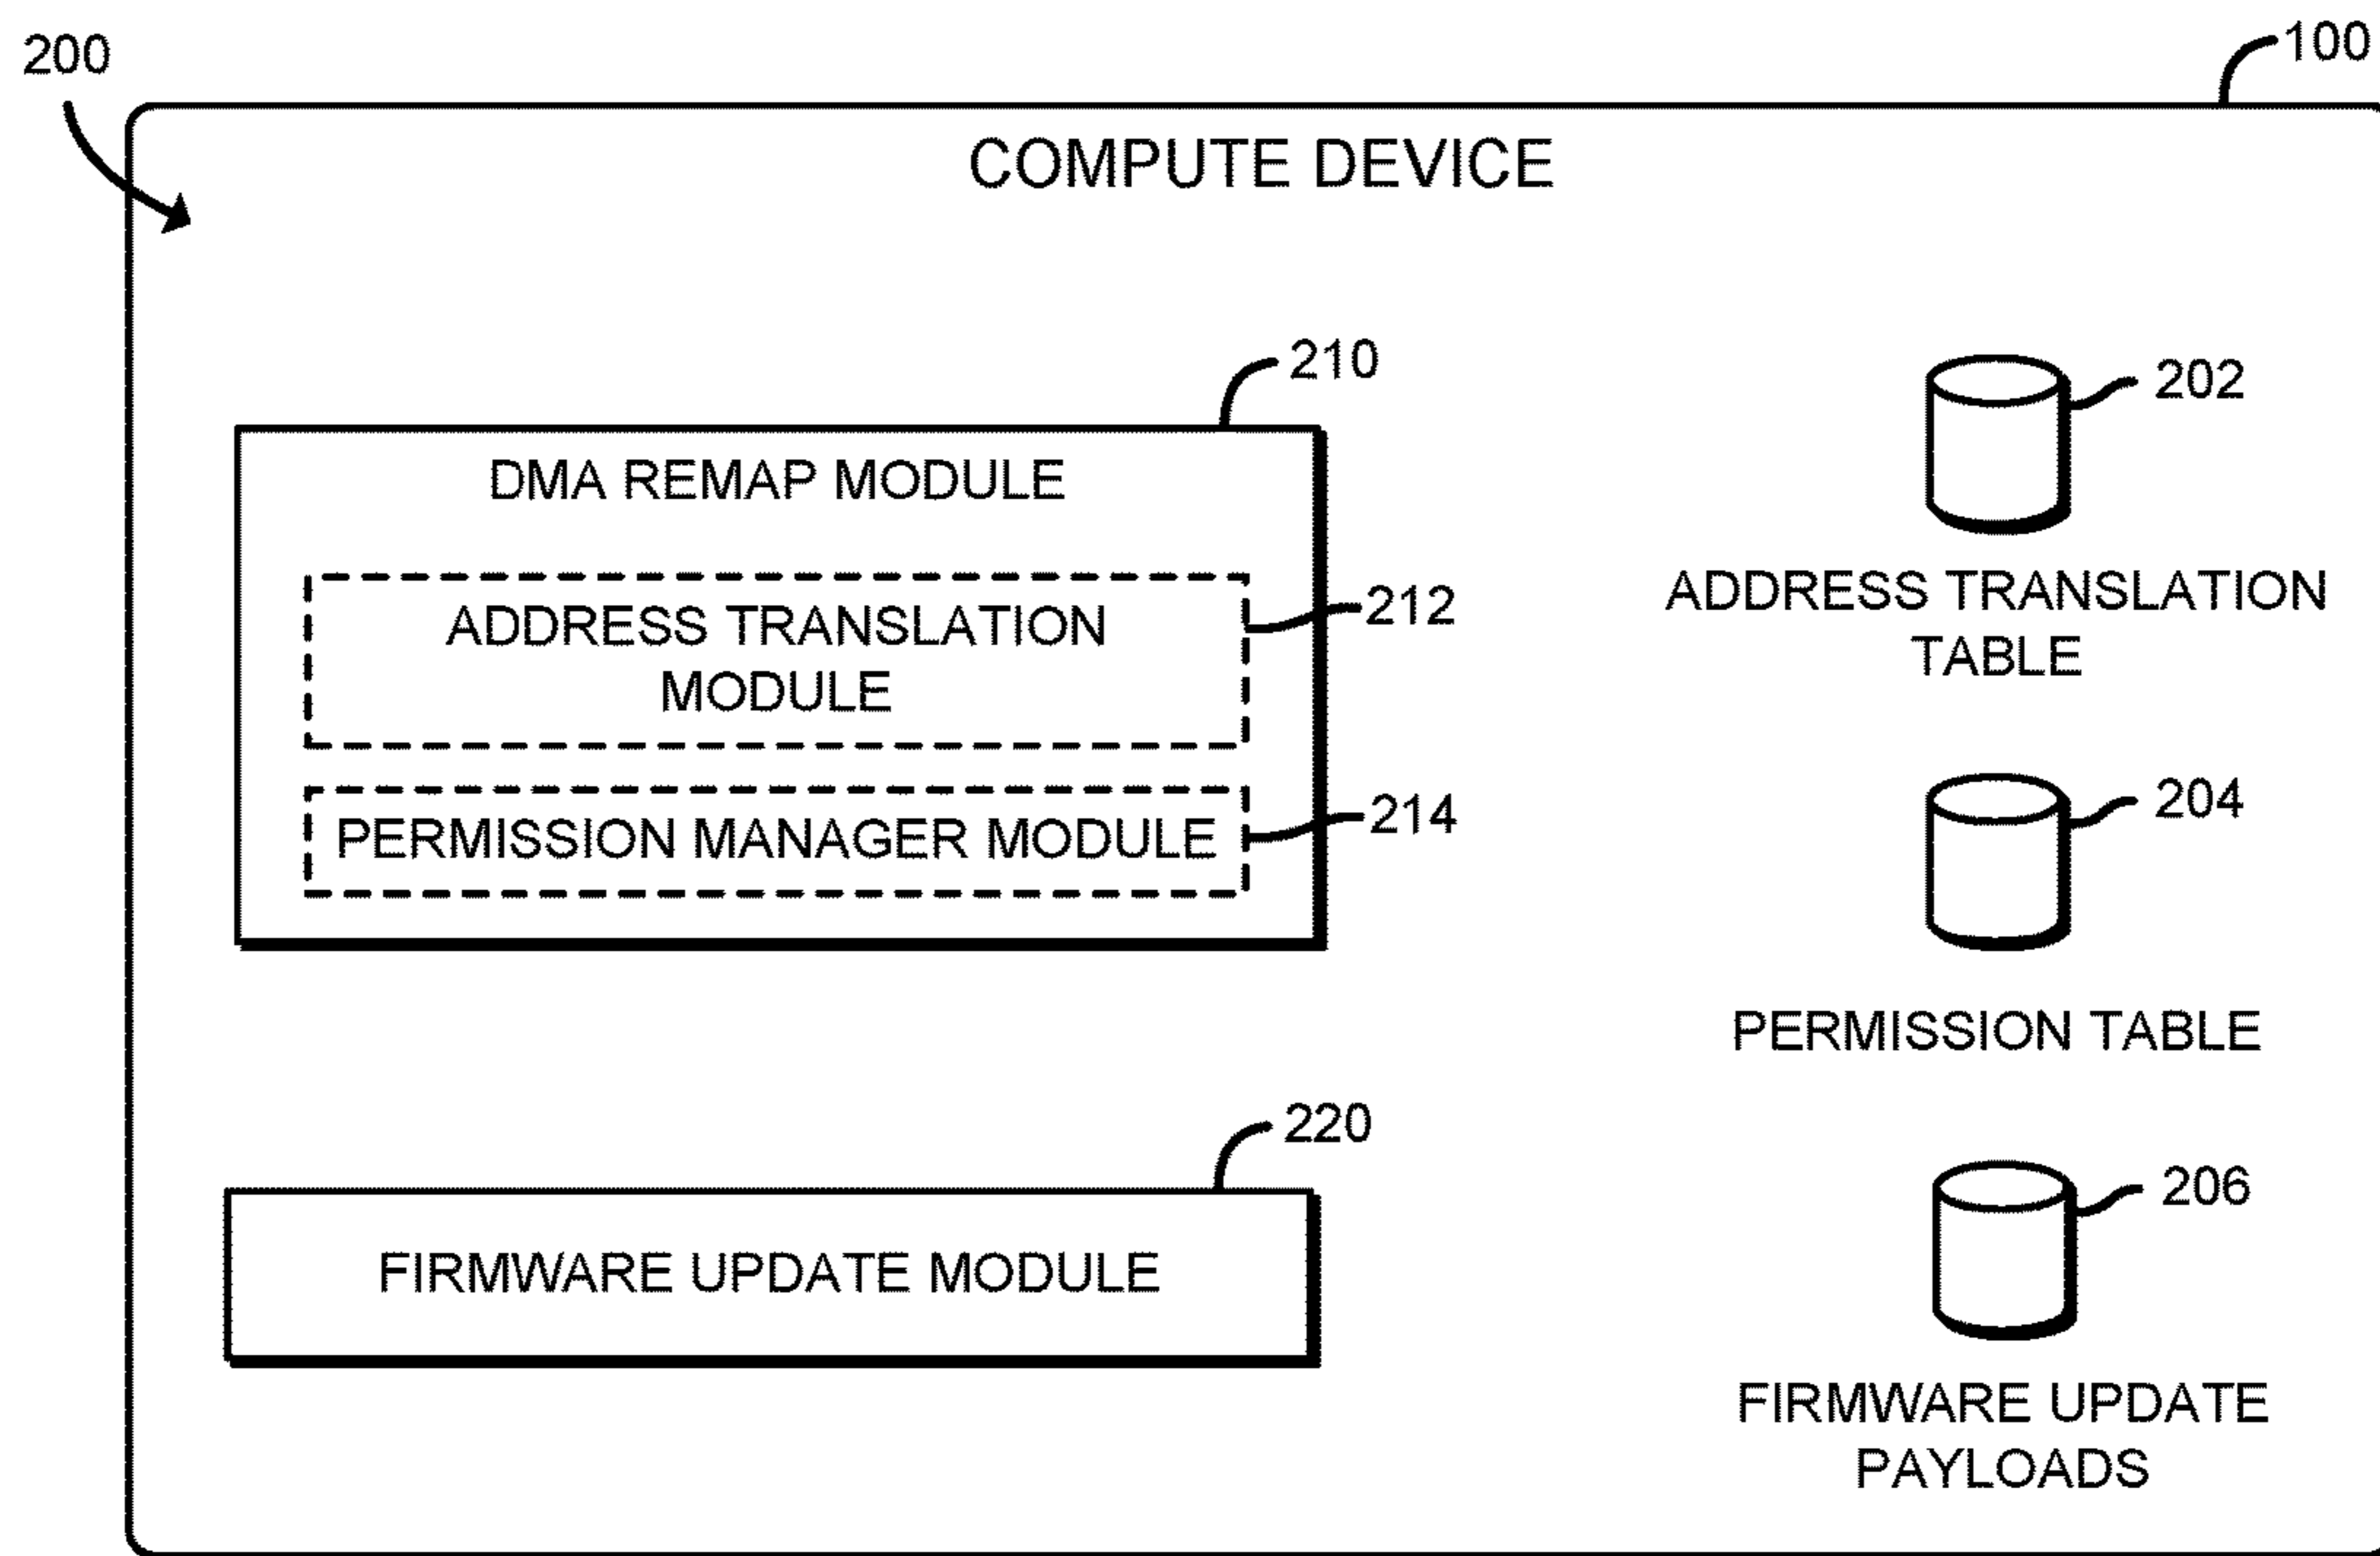 200
100
COMPUTE DEVICE
210
DMA REMAP MODULE
ADDRESS TRANSLATION
MODULE
212
PERMISSION MANAGER MODULE
214
202
ADDRESS TRANSLATION
TABLE
204
PERMISSION TABLE
220
FIRMWARE UPDATE MODULE
206
FIRMWARE UPDATE
PAYLOADS